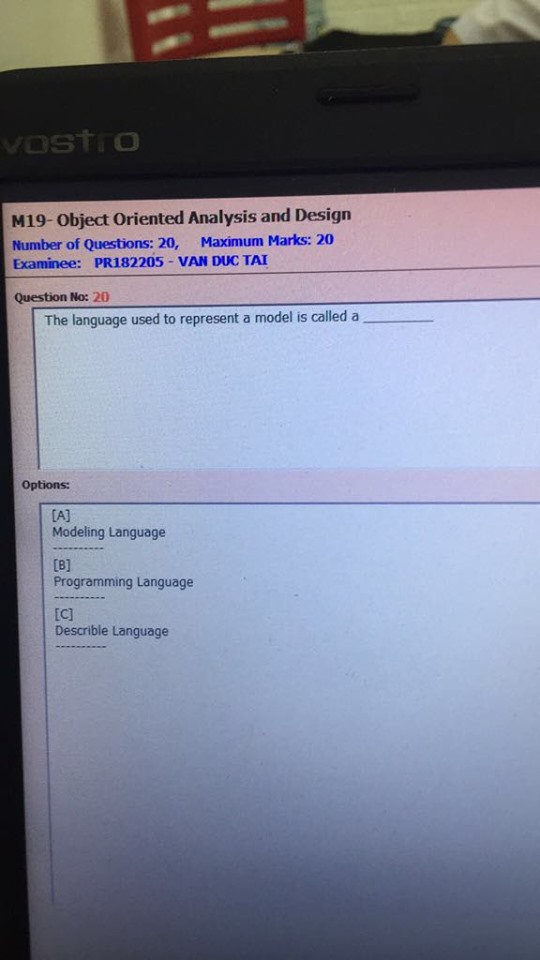 vostro
M19- Object Oriented Analysis and Design
Number of Questions: 20, Maximum Marks: 20
Examinee: PR182205 - VAN DUC TAI
Question No: 20
The language used to represent a model is called a __________
Options:
[A]
Modeling Language
----------
[B]
Programming Language
----------
[C]
Describle Language
----------